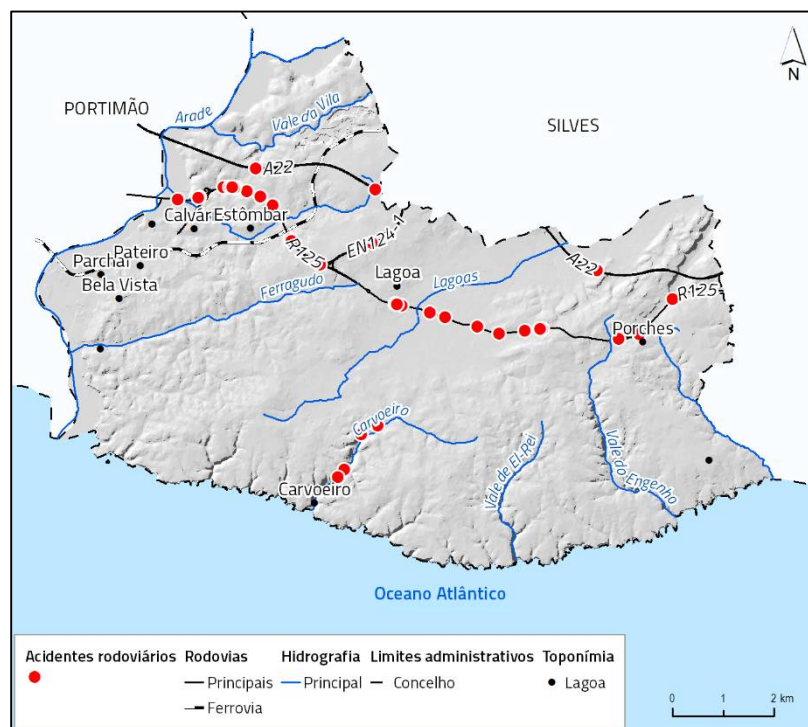 N
PORTIMÃO
SILVES
Arade
Vale da Vila
A22
Calvár
Estômbar
EN 124-1
R125
Parchal
Pateiro
Bela Vista
Ferragudo
Lagoa
Lagoas
A22
R125
Porches
Carvoeiro
Carvoeiro
Vale de El-Rei
Vale do Engenho
Oceano Atlântico
Acidentes rodoviários Rodovias Hidrografia Limites administrativos Toponímia
Principais Principal Concelho Lagoa
Ferrovia
0 1 2 km